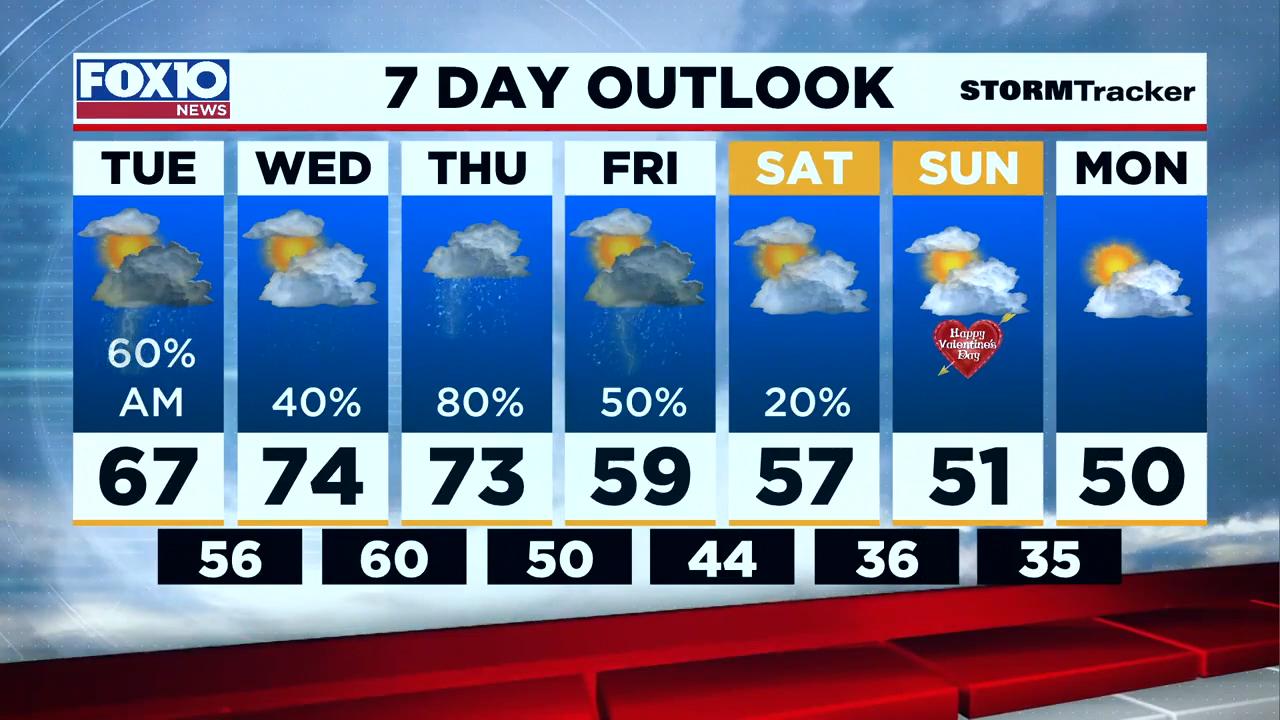 FOX10
NEWS
7 DAY OUTLOOK
STORMTracker
TUE WED THU FRI SAT SUN MON
Happy
Valentine's
Day
60%
AM 40% 80% 50% 20%
67 74 73 59 57 51 50
56 60 50 44 36 35